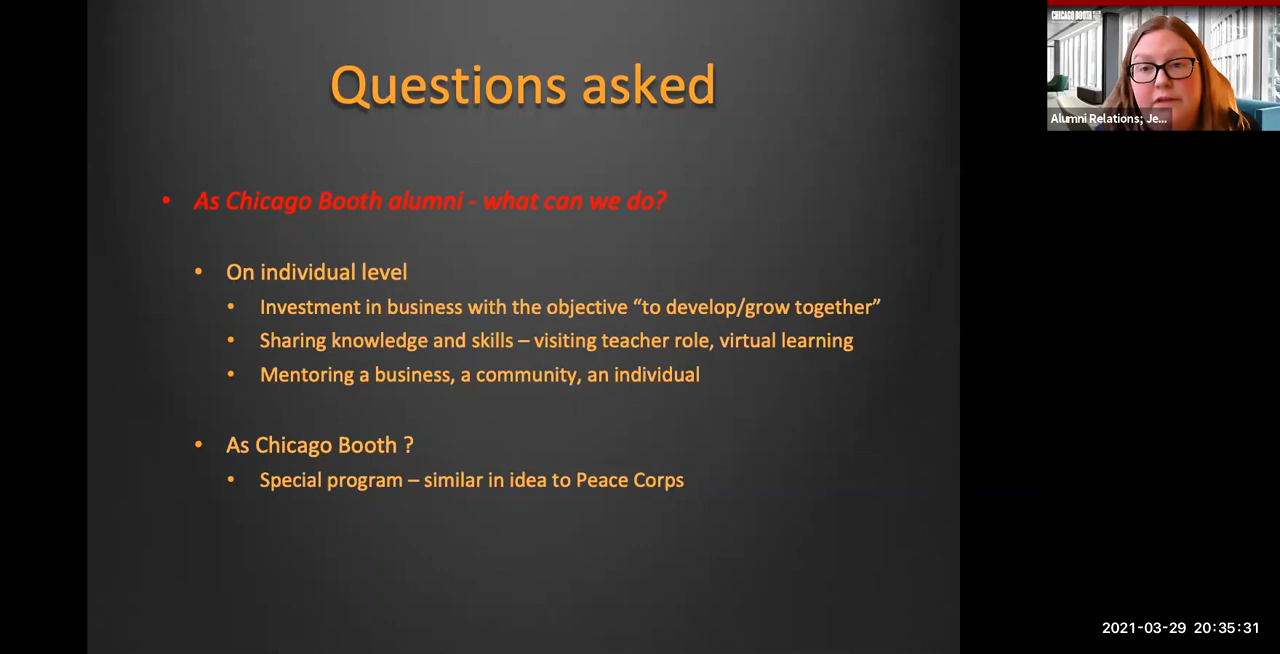 Questions asked
CHICAGO BOOTH
• As Chicago Booth alumni - what can we do?
Alumni Relations; Je...
• On individual level
• Investment in business with the objective “to develop/grow together”
• Sharing knowledge and skills – visiting teacher role, virtual learning
• Mentoring a business, a community, an individual
• As Chicago Booth ?
• Special program – similar in idea to Peace Corps
2021-03-29 20:35:31